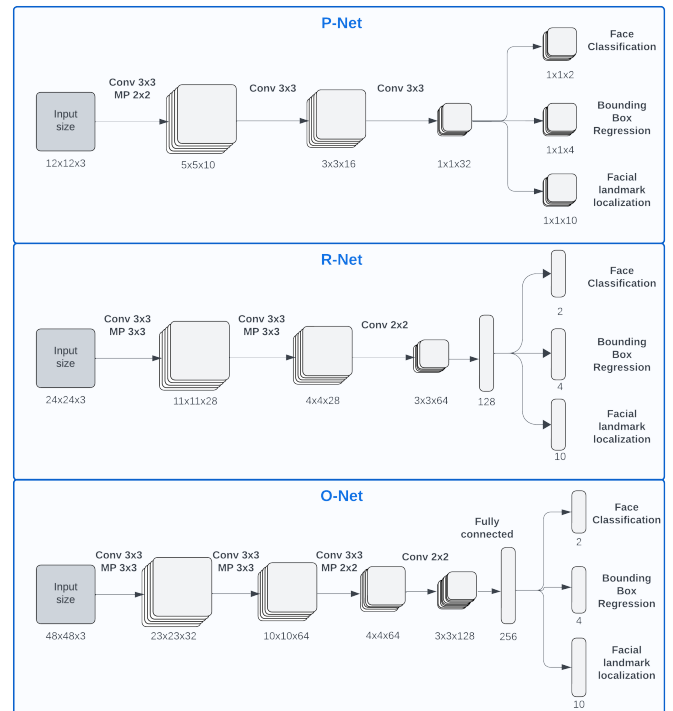 P-Net
Input
size
12x12x3
Conv 3x3
MP 2x2
5x5x10
Conv 3x3
3x3x16
Conv 3x3
1x1x32
1x1x2
Face
Classification
1x1x4
Bounding
Box
Regression
1x1x10
Facial
landmark
localization
R-Net
Input
size
24x24x3
Conv 3x3
MP 3x3
11x11x28
Conv 3x3
MP 3x3
4x4x28
Conv 2x2
3x3x64
128
2
Face
Classification
4
Bounding
Box
Regression
10
Facial
landmark
localization
O-Net
Input
size
48x48x3
Conv 3x3
MP 3x3
23x23x32
Conv 3x3
MP 3x3
10x10x64
Conv 3x3
MP 2x2
4x4x64
Conv 2x2
3x3x128
Fully
connected
256
2
Face
Classification
4
Bounding
Box
Regression
10
Facial
landmark
localization